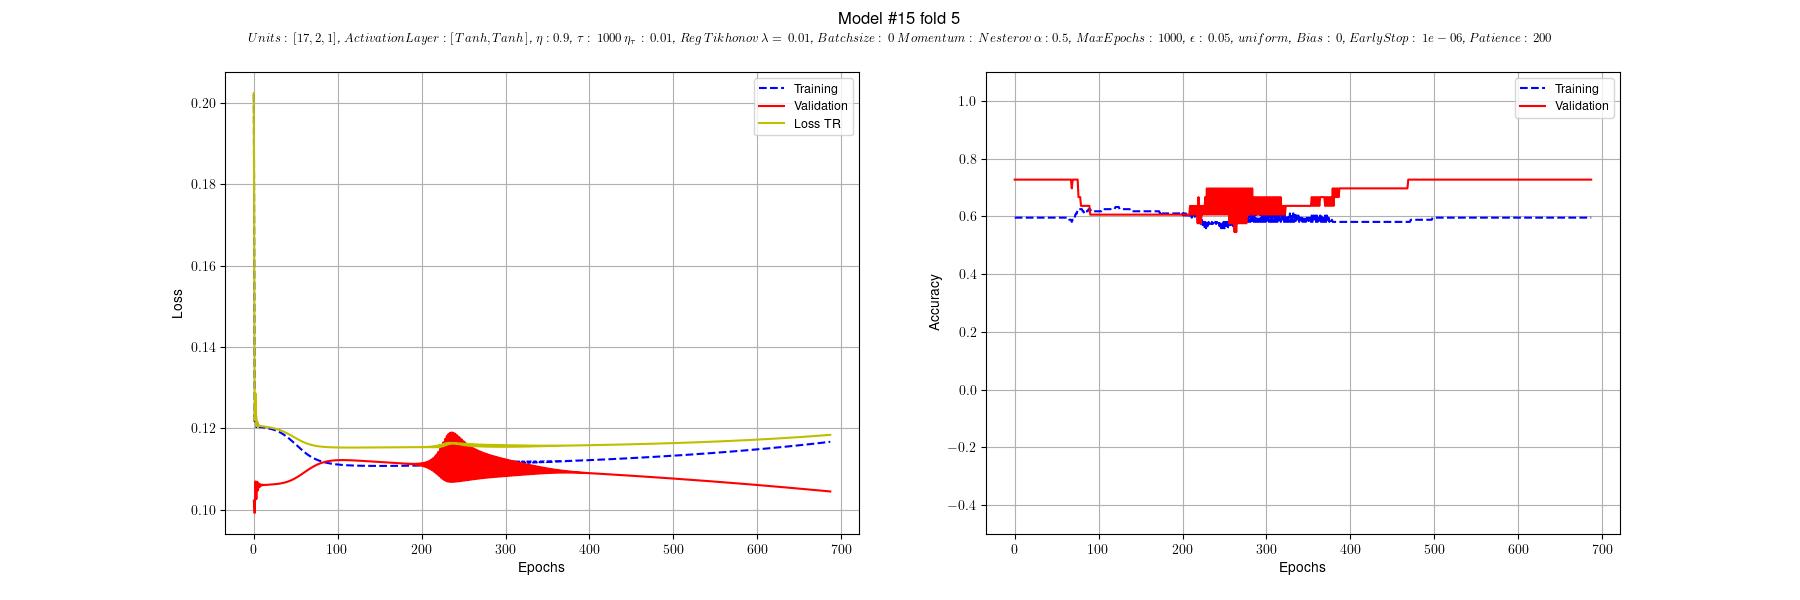 Model #15 fold 5
Units : [17, 2, 1], ActivationLayer : [Tanh, Tanh], η : 0.9, τ : 1000 ητ : 0.01, Reg Tikhonov λ = 0.01, Batchsize : 0 Momentum : Nesterov α : 0.5, MaxEpochs : 1000, ϵ : 0.05, uniform, Bias : 0, EarlyStop : 1e − 06, Patience : 200
Training
Validation
Loss TR
0.20
0.18
0.16
0.14
0.12
0.10
Loss
0 100 200 300 400 500 600 700
Epochs
Training
Validation
1.0
0.8
0.6
0.4
0.2
0.0
−0.2
−0.4
Accuracy
0 100 200 300 400 500 600 700
Epochs